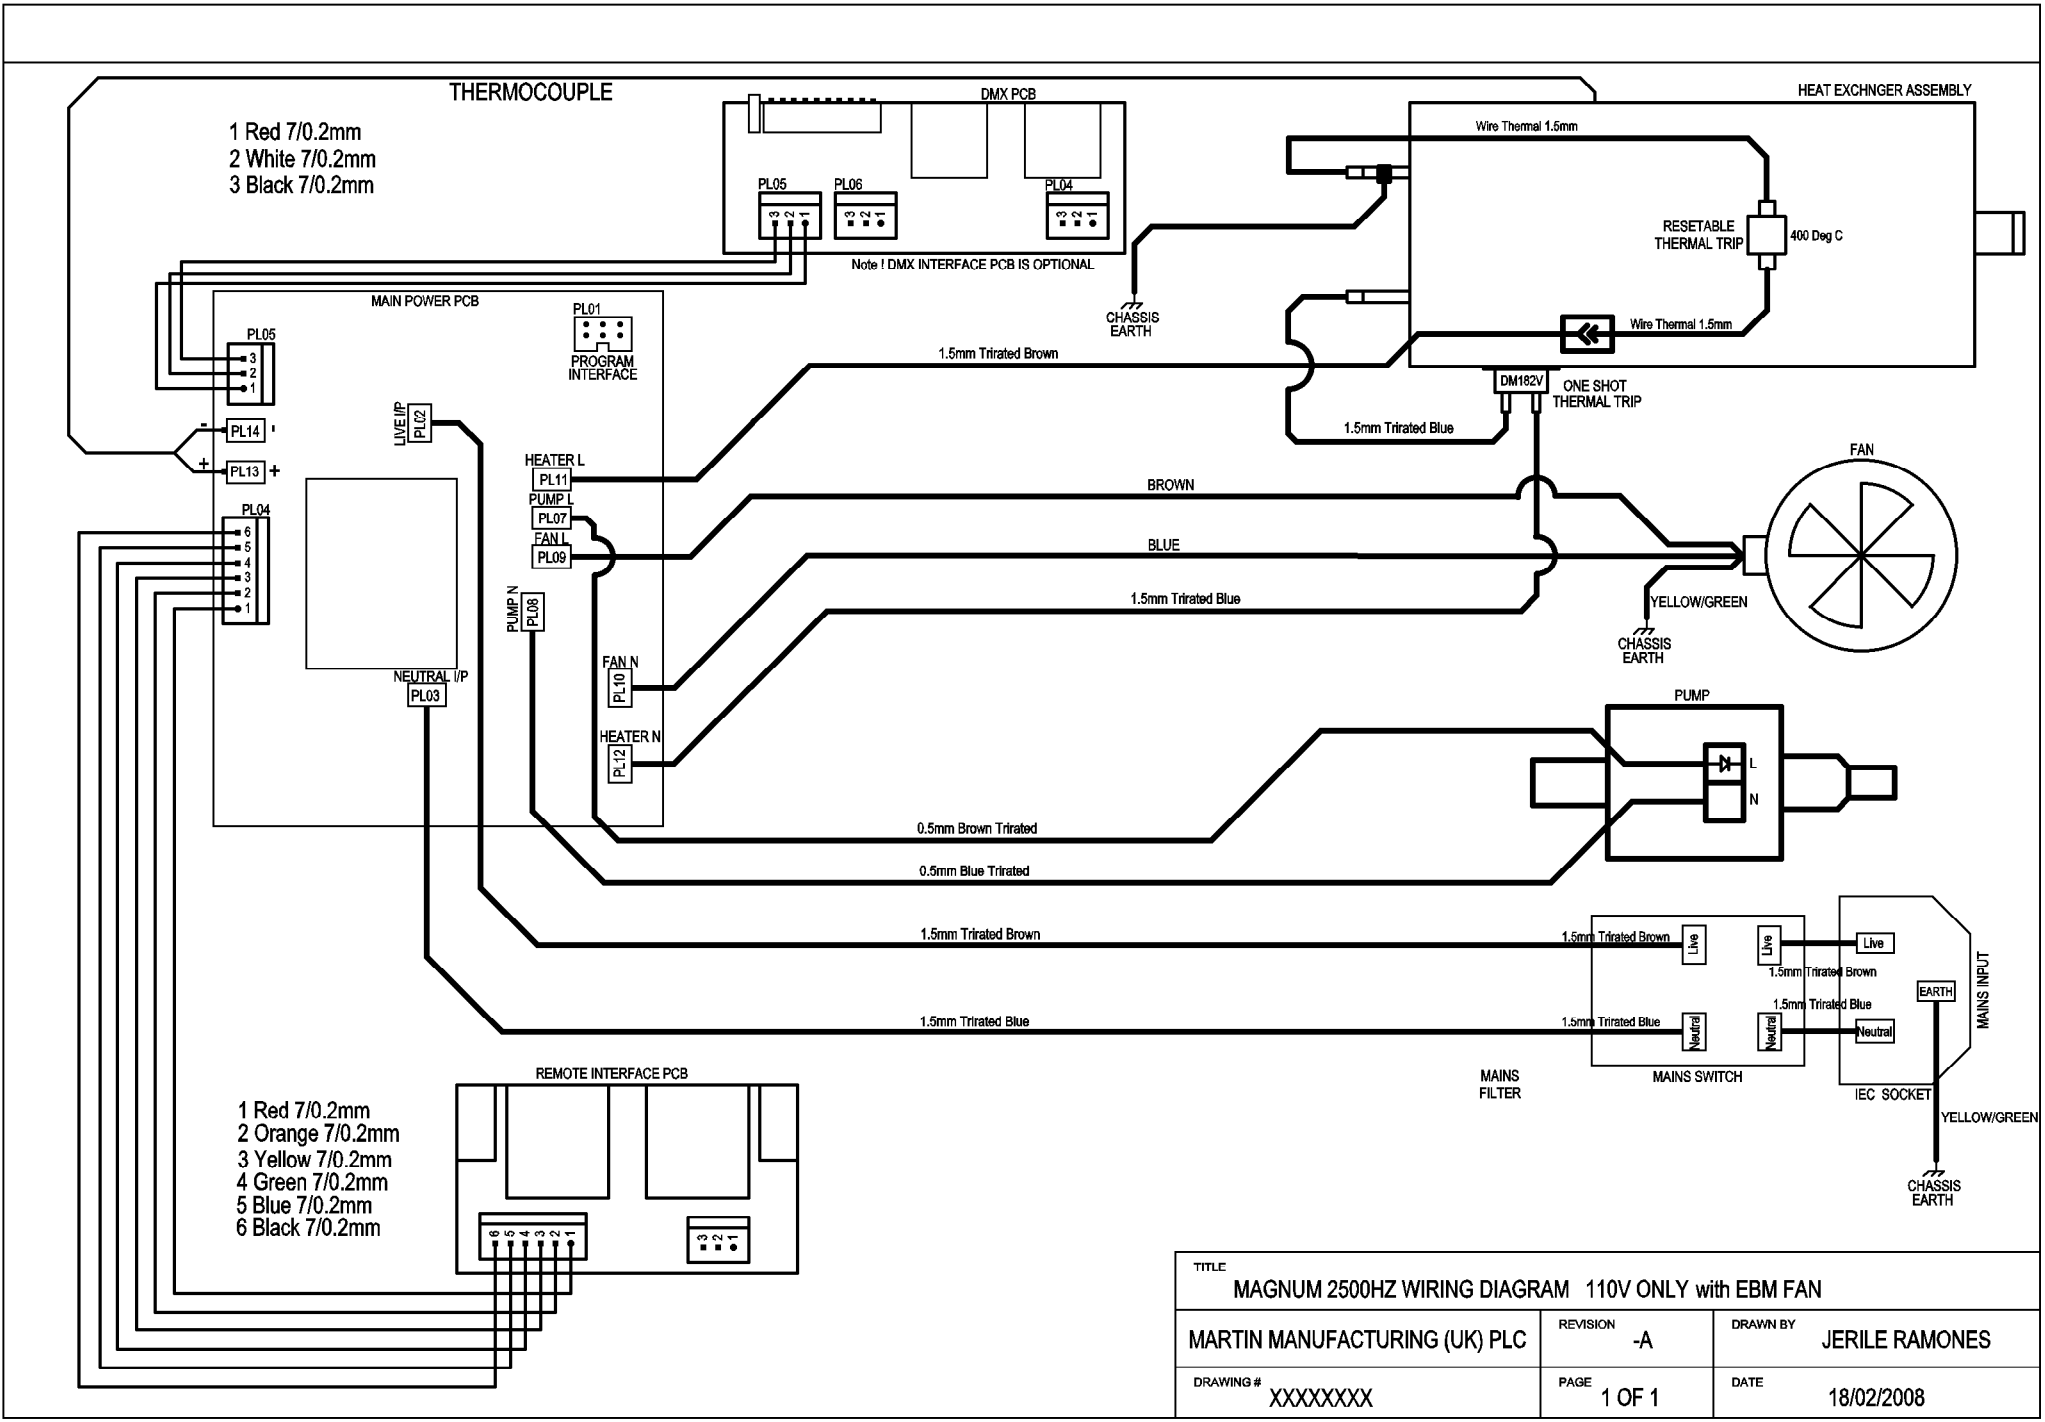 THERMOCOUPLE
1 Red 7/0.2mm
2 White 7/0.2mm
3 Black 7/0.2mm
DMX PCB
PL05
PL06
PL04
3 2 1
3 2 1
3 2 1
Note ! DMX INTERFACE PCB IS OPTIONAL
HEAT EXCHNGER ASSEMBLY
Wire Thermal 1.5mm
RESETABLE
THERMAL TRIP
400 Deg C
Wire Thermal 1.5mm
CHASSIS
EARTH
DM182V
ONE SHOT
THERMAL TRIP
1.5mm Trirated Blue
1.5mm Trirated Brown
MAIN POWER PCB
PL01
PROGRAM
INTERFACE
PL05
3
2
1
LIVE I/P
PL02
- PL14 -
+ PL13 +
HEATER L
PL11
PUMP L
PL07
FAN L
PL09
PL04
6
5
4
3
2
1
PUMP N
PL08
FAN N
PL10
NEUTRAL I/P
PL03
HEATER N
PL12
BROWN
BLUE
1.5mm Trirated Blue
FAN
YELLOW/GREEN
CHASSIS
EARTH
PUMP
L
N
0.5mm Brown Trirated
0.5mm Blue Trirated
1.5mm Trirated Brown
1.5mm Trirated Brown
Live
Live
Live
1.5mm Trirated Brown
EARTH
MAINS INPUT
1.5mm Trirated Blue
1.5mm Trirated Blue
1.5mm Trirated Blue
Neutral
Neutral
Neutral
MAINS
FILTER
MAINS SWITCH
IEC SOCKET
YELLOW/GREEN
CHASSIS
EARTH
REMOTE INTERFACE PCB
1 Red 7/0.2mm
2 Orange 7/0.2mm
3 Yellow 7/0.2mm
4 Green 7/0.2mm
5 Blue 7/0.2mm
6 Black 7/0.2mm
6 5 4 3 2 1
3 2 1
TITLE
MAGNUM 2500HZ WIRING DIAGRAM 110V ONLY with EBM FAN
MARTIN MANUFACTURING (UK) PLC
REVISION
-A
DRAWN BY
JERILE RAMONES
DRAWING #
XXXXXXXX
PAGE
1 OF 1
DATE
18/02/2008